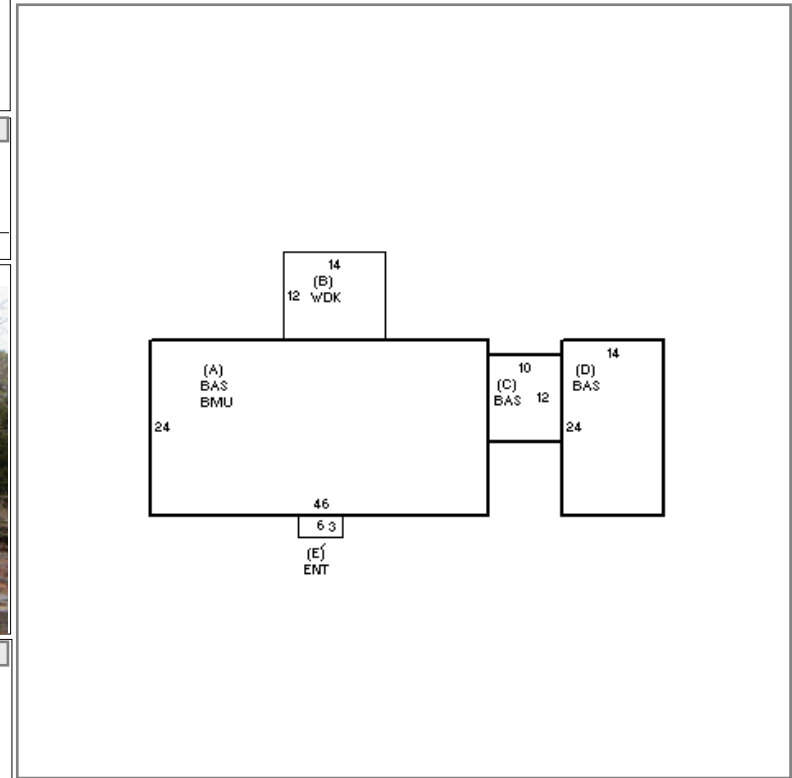 14
(B)
12 WDK
(A)
BAS
BMU
24
46
10
(C)
BAS 12
14
(D)
BAS
24
6 3
(E)
ENT